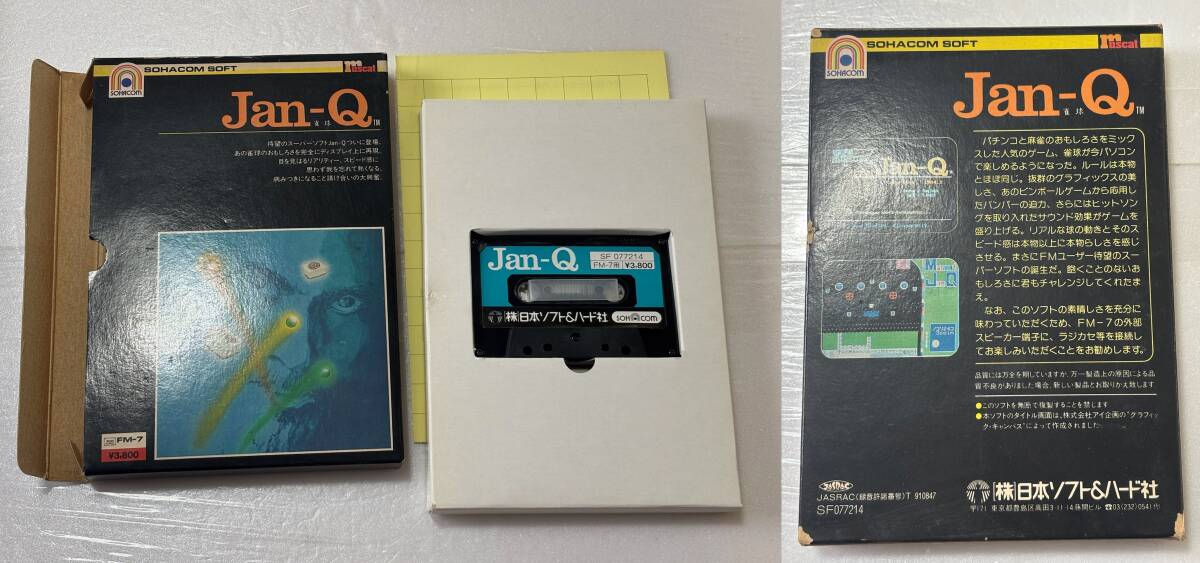 SOHACOM SOFT
muscat
SOHACOM
Jan-Q TM
雀球
待望のスーパーソフトJan-Qついに登場。
あの雀球のおもしろさを完全にディスプレイ上に再現。
目を見はるリアリティー、スピード感に
思わず我を忘れて熱くなる。
病みつきになること請け合いの大興奮。
FM-7
¥3,800
Jan-Q
SF 077214
FM-7用 ¥3,800
(株)日本ソフト&ハード社 SOHACOM
SOHACOM SOFT
muscat
SOHACOM
Jan-Q TM
雀球
パチンコと麻雀のおもしろさをミック
スした人気のゲーム、雀球が今パソコン
で楽しめるようになった。ルールは本物
とほぼ同じ。抜群のグラフィックスの美
しさ、あのピンボールゲームから応用し
たバンパーの迫力、さらにはヒットソン
グを取り入れたサウンド効果がゲームを
盛り上げる。リアルな球の動きとそのス
ピード感は本物以上に本物らしさを感じ
させる。まさにFMユーザー待望のスー
パーソフトの誕生だ。飽くことのないお
もしろさに君もチャレンジしてくれたま
え。
なお、このソフトの素晴しさを充分に
味わっていただくため、FM-7の外部
スピーカー端子に、ラジカセ等を接続し
てお楽しみいただくことをお勧めします。
品質には万全を期していますが、万一製造上の原因による品
質不良がありました場合、新しい製品とお取りかえ致します
●このソフトを無断で複製することを禁じます
●本ソフトのタイトル画面は、株式会社アイ企画の"グラフィッ
ク・キャンバス"によって作成されました。
Jan-Q
JASRAC
JASRAC(録音許諾番号)T 910847
SF077214
(株)日本ソフト&ハード社
〒171 東京都豊島区高田3-11-14藤間ビル ☎03(232)0541